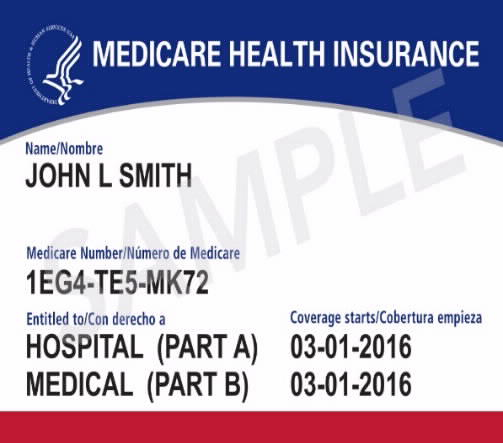 MEDICARE HEALTH INSURANCE
Name/Nombre
JOHN L SMITH
Medicare Number/Número de Medicare
1EG4-TE5-MK72
Entitled to/Con derecho a Coverage starts/Cobertura empieza
HOSPITAL (PART A) 03-01-2016
MEDICAL (PART B) 03-01-2016
SAMPLE